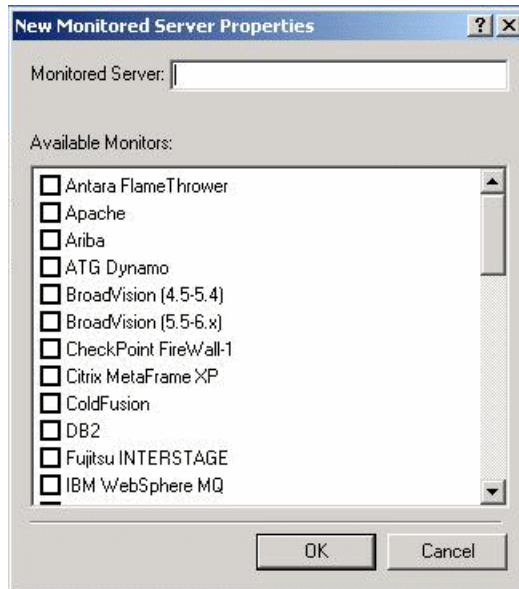 New Monitored Server Properties
Monitored Server:
Available Monitors:
Antara FlameThrower
Apache
Ariba
ATG Dynamo
BroadVision (4.5-5.4)
BroadVision (5.5-6.x)
CheckPoint FireWall-1
Citrix MetaFrame XP
ColdFusion
DB2
Fujitsu INTERSTAGE
IBM WebSphere MQ
OK
Cancel